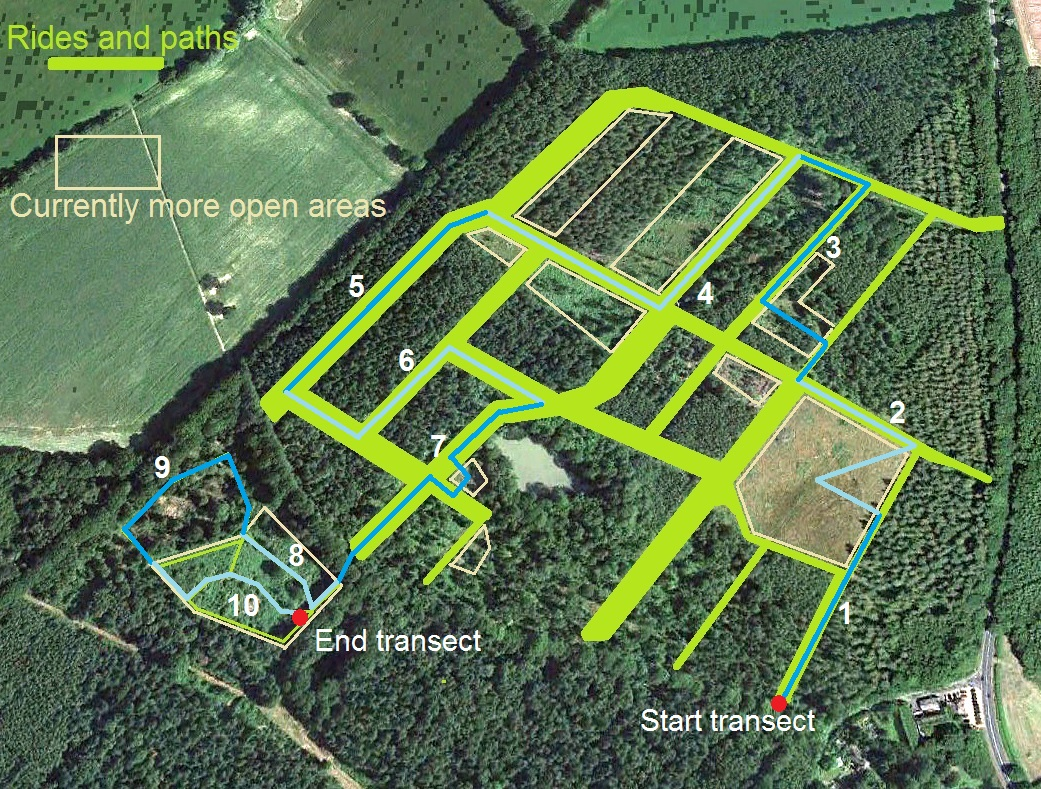 Rides and paths
Currently more open areas
3
5
4
6
2
7
9
8
10
1
End transect
Start transect